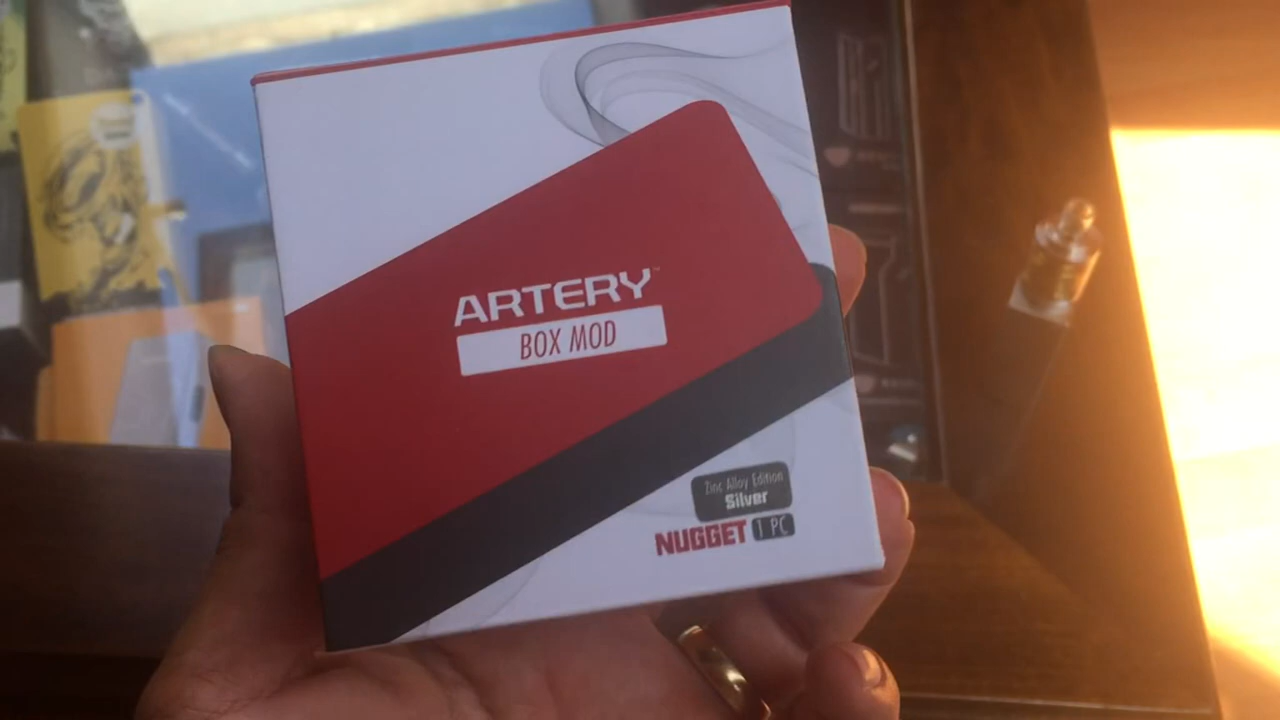 ARTERY™
BOX MOD
Zinc Alloy Edition
Silver
NUGGET 1 PC